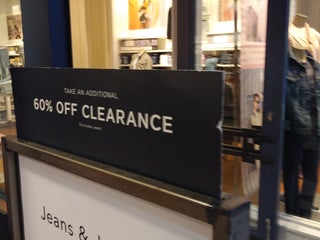 TAKE AN ADDITIONAL
60% OFF CLEARANCE
Jeans &